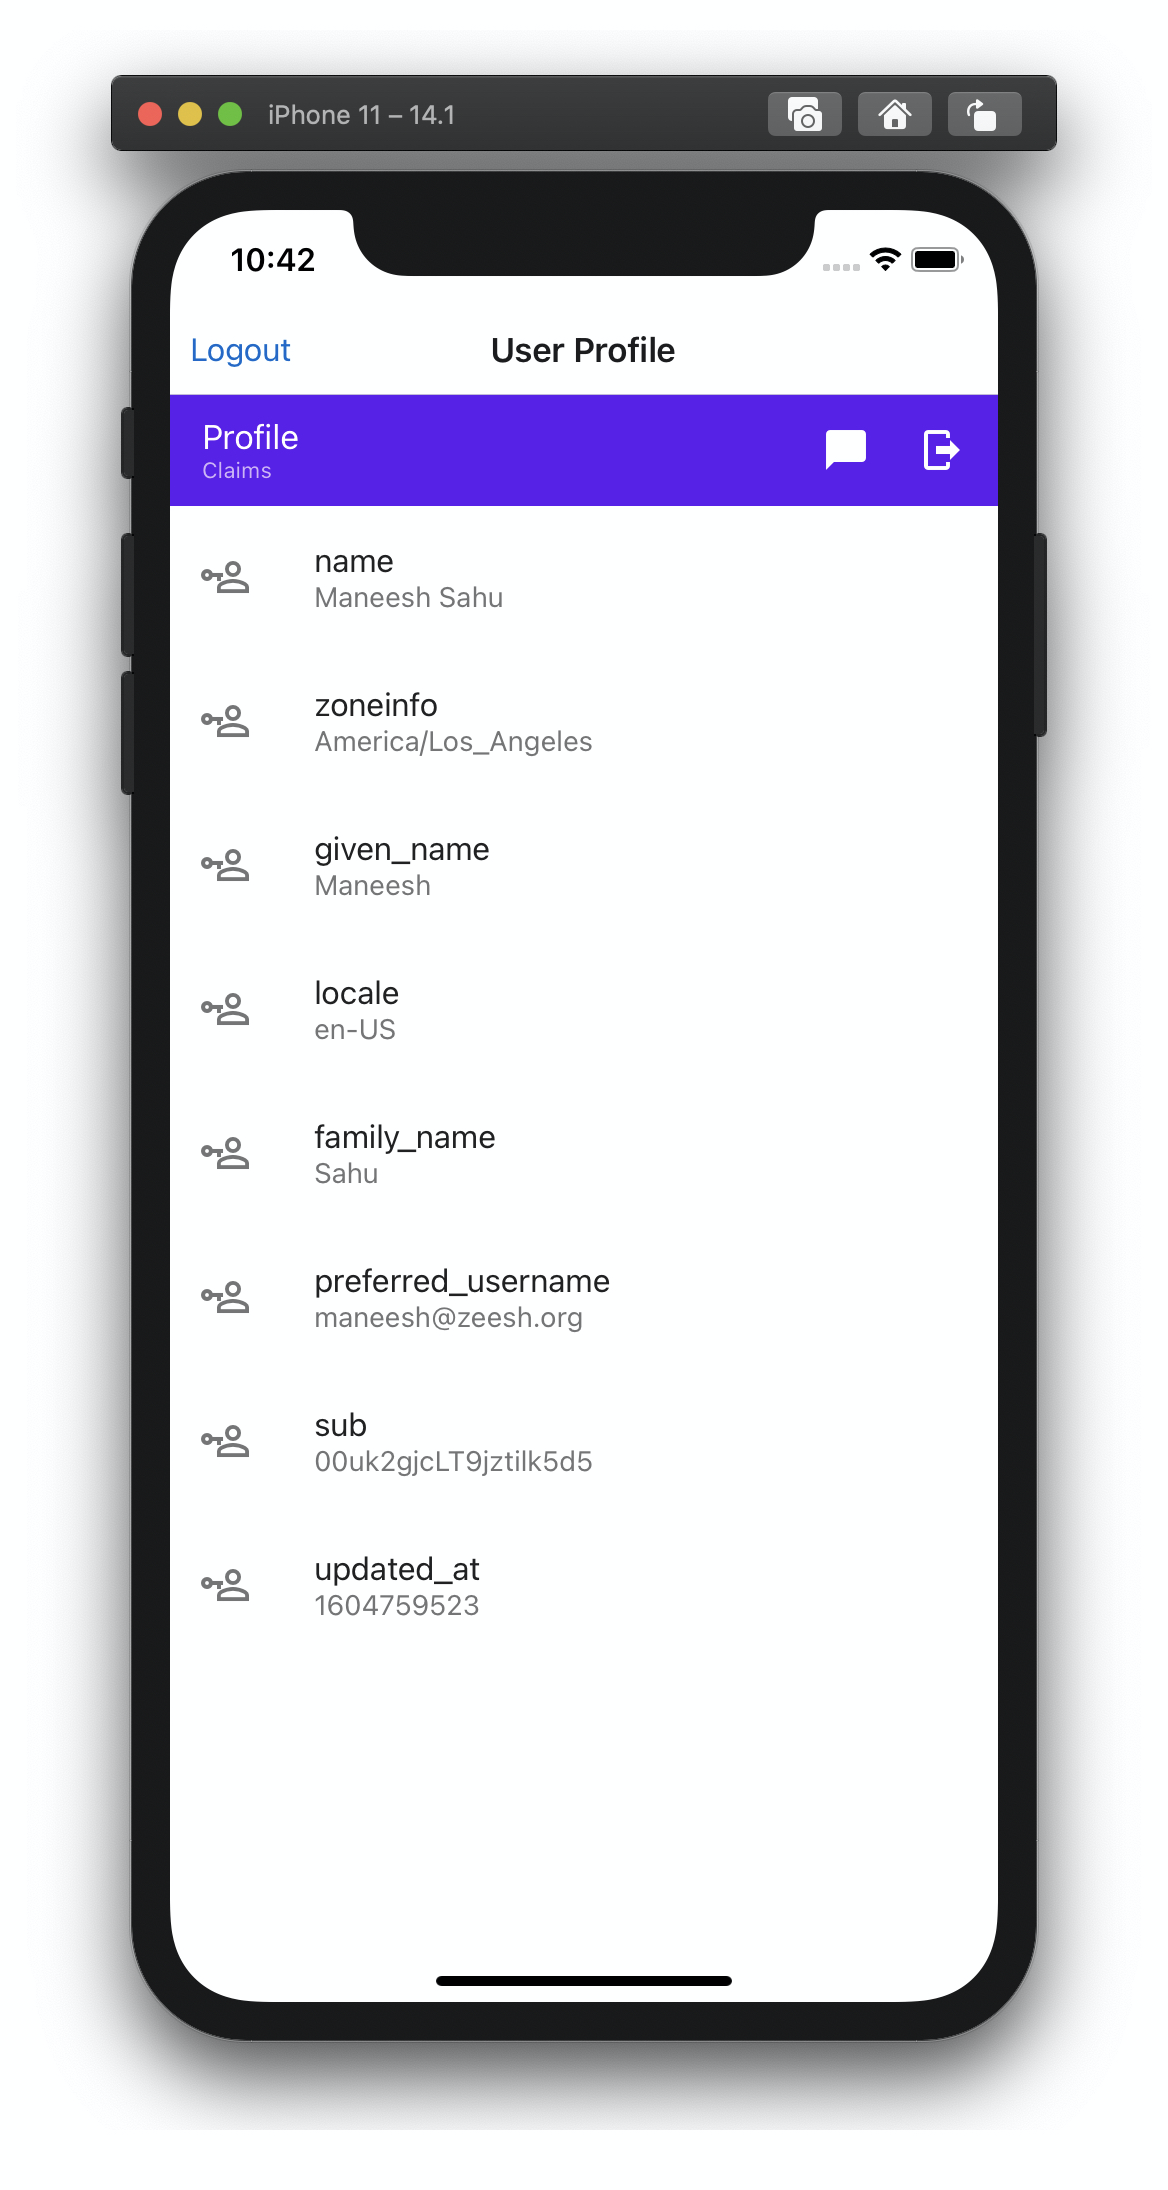 iPhone 11 – 14.1
10:42
Logout
User Profile
Profile
Claims
name
Maneesh Sahu
zoneinfo
America/Los_Angeles
given_name
Maneesh
locale
en-US
family_name
Sahu
preferred_username
maneesh@zeesh.org
sub
00uk2gjcLT9jztilk5d5
updated_at
1604759523